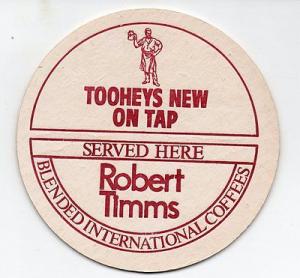 TOOHEYS NEW
ON TAP
SERVED HERE
Robert
Timms
BLENDED INTERNATIONAL COFFEES